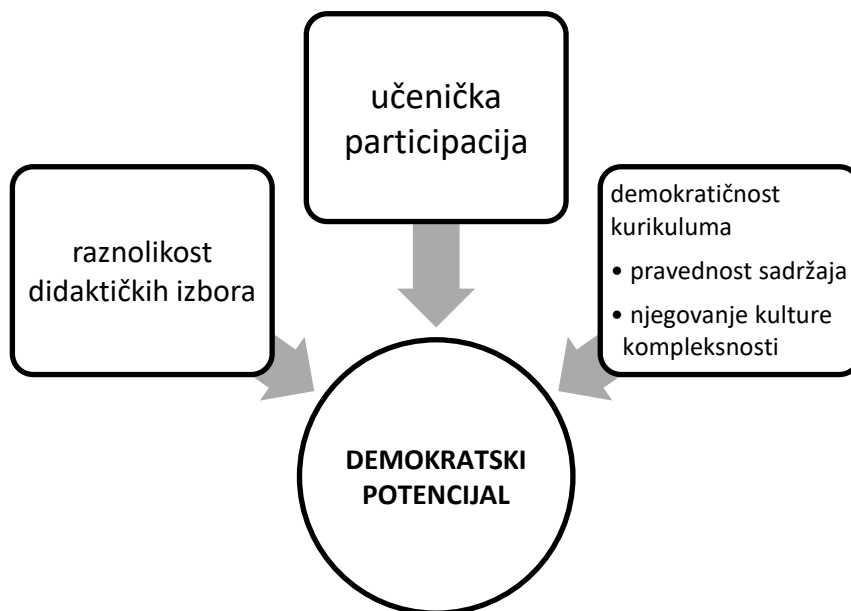 učenička
participacija
raznolikost
didaktičkih izbora
demokratičnost
kurikuluma
• pravednost sadržaja
• njegovanje kulture
kompleksnosti
DEMOKRATSKI
POTENCIJAL